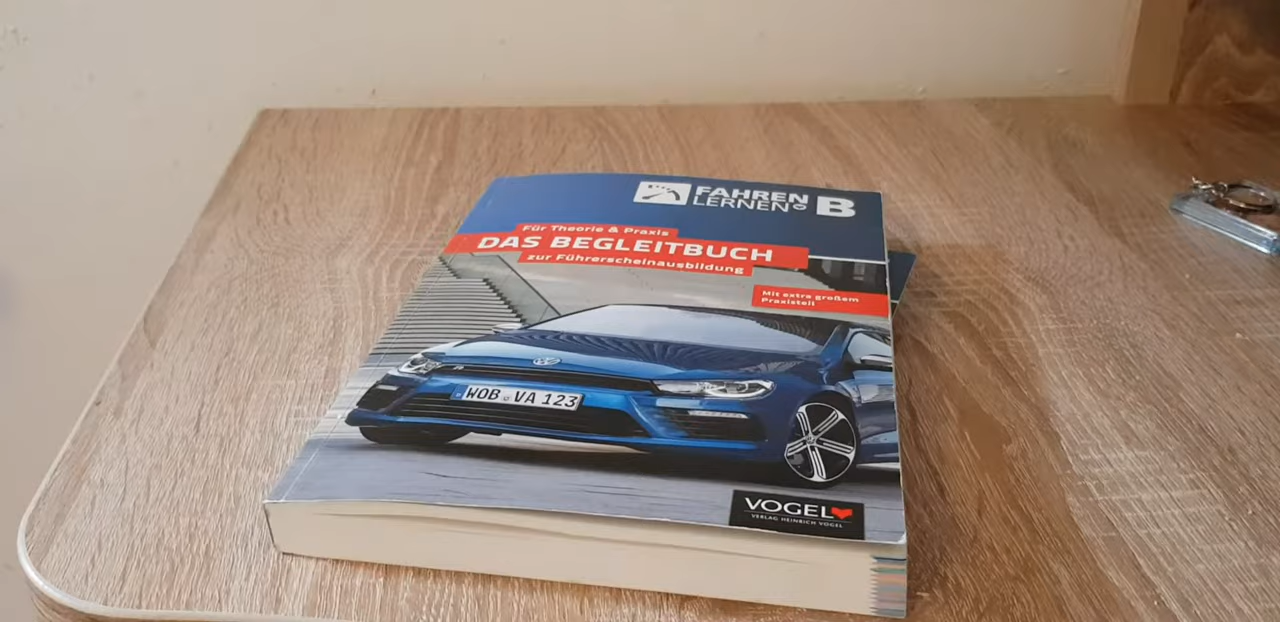 FAHREN
LERNEN B
Für Theorie & Praxis
DAS BEGLEITBUCH
zur Führerscheinausbildung
Mit extra großem
Praxisteil
WOB VA 123
VOGEL
VERLAG HEINRICH VOGEL